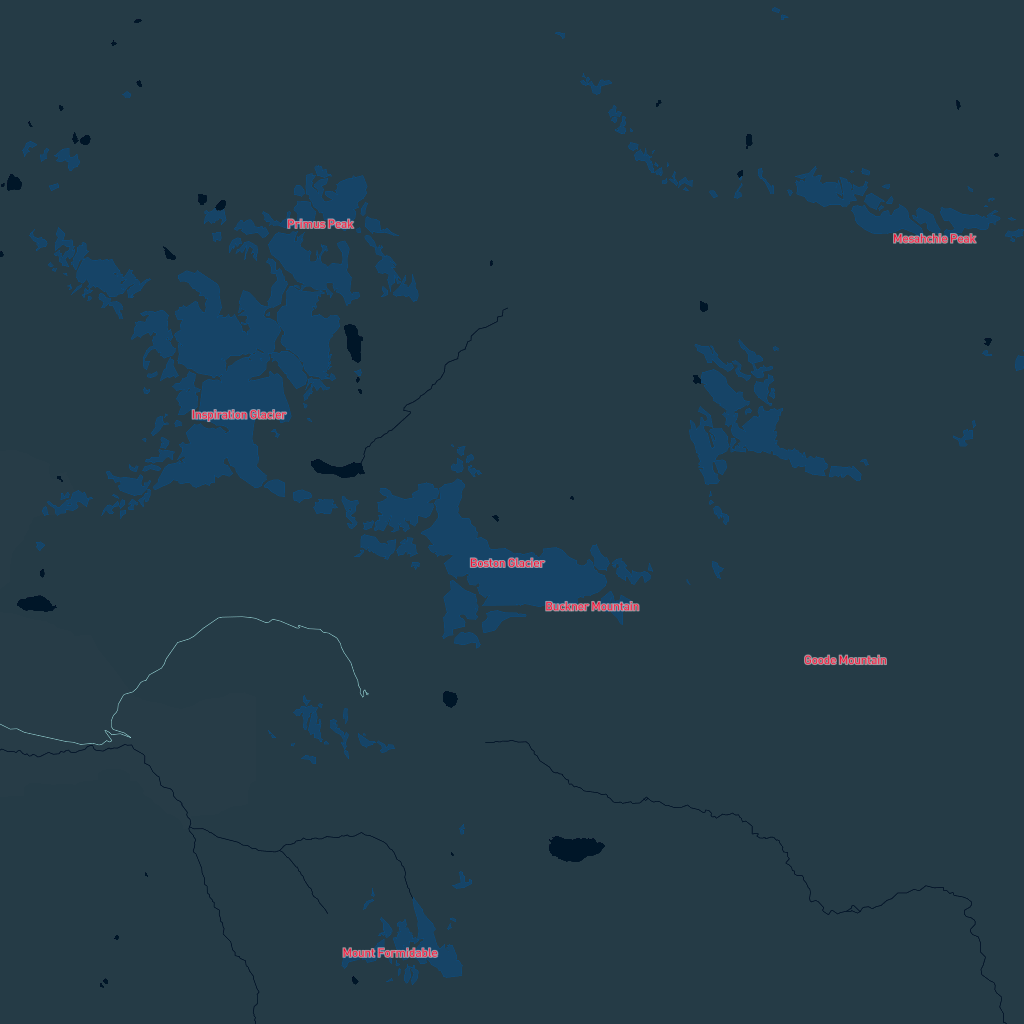 Primus Peak
Mesahchie Peak
Inspiration Glacier
Boston Glacier
Buckner Mountain
Goode Mountain
Mount Formidable